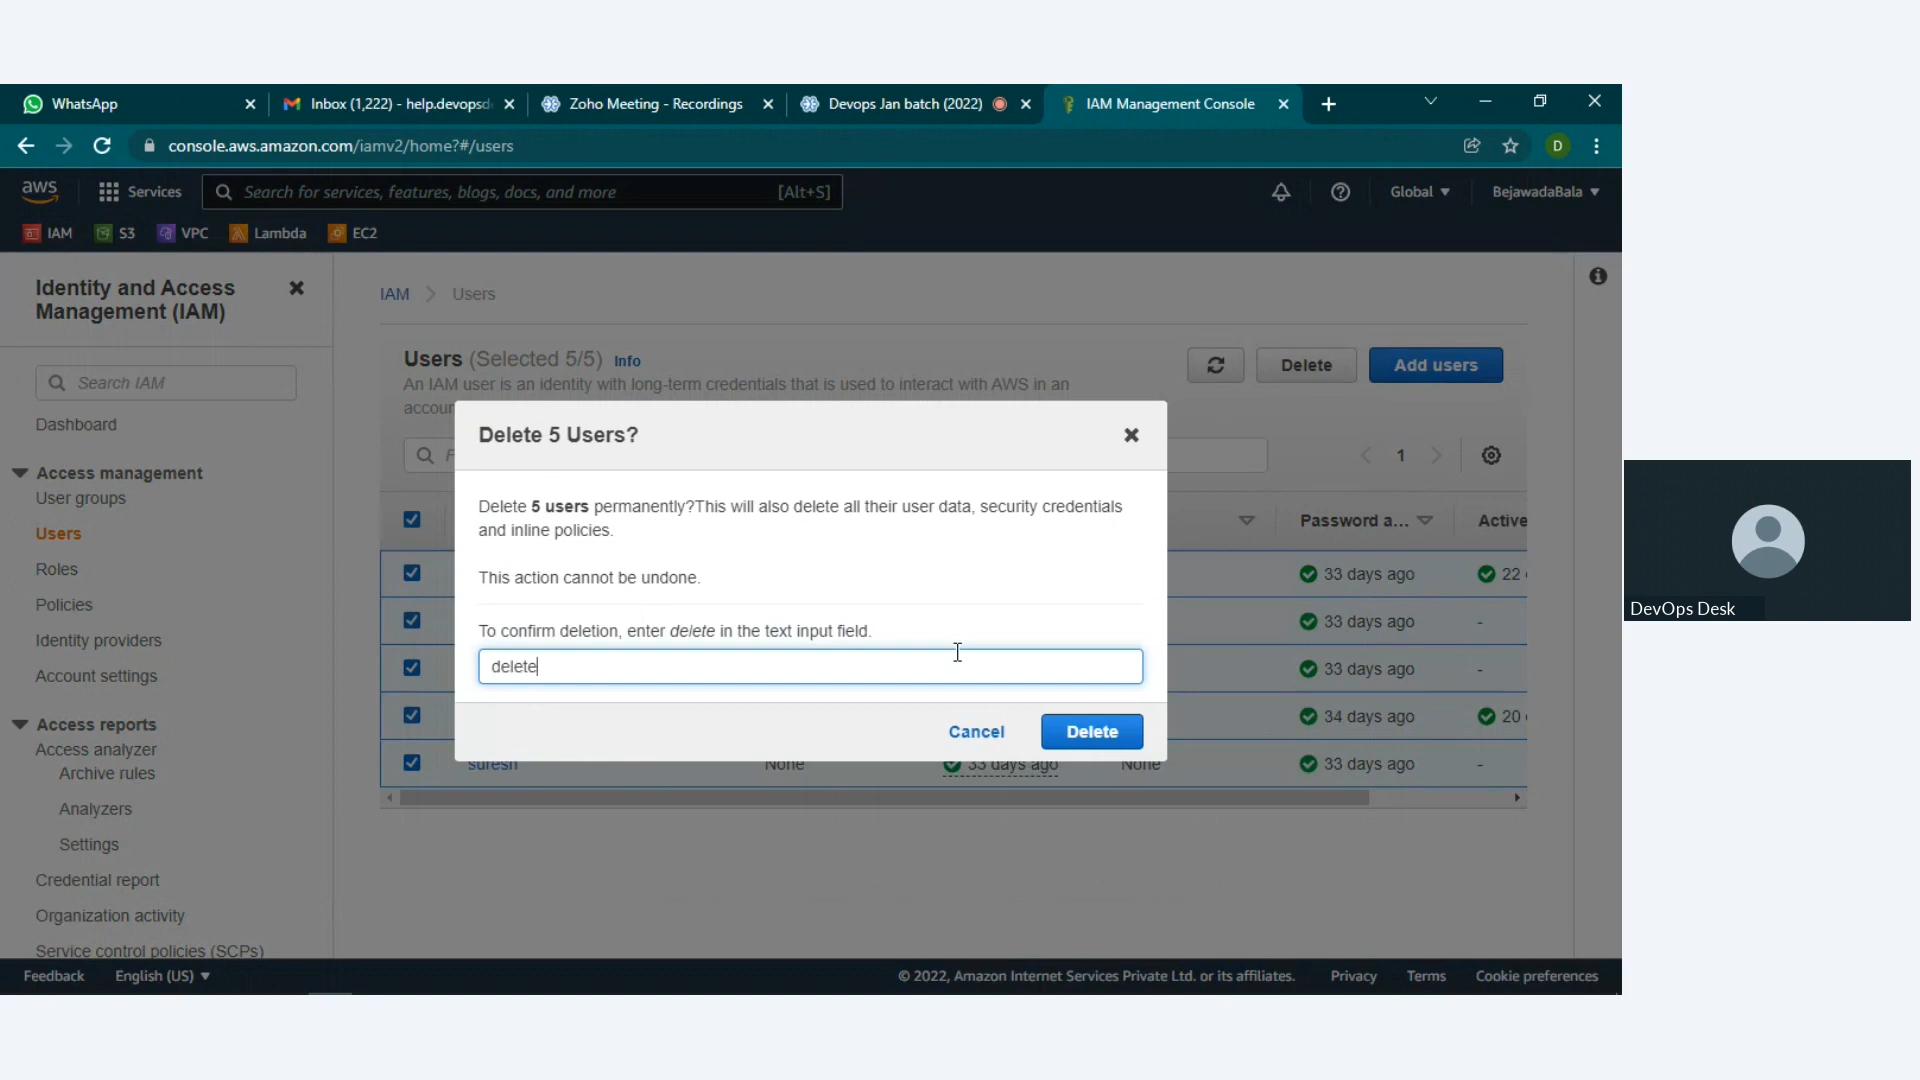 WhatsApp
Inbox (1,222) - help.devopsd
Zoho Meeting - Recordings
Devops Jan batch (2022)
IAM Management Console
console.aws.amazon.com/iamv2/home?#/users
D
aws
Services
Search for services, features, blogs, docs, and more
[Alt+S]
Global
BejawadaBala
IAM
S3
VPC
Lambda
EC2
Identity and Access
Management (IAM)
Search IAM
Dashboard
Access management
User groups
Users
Roles
Policies
Identity providers
Account settings
Access reports
Access analyzer
Archive rules
Analyzers
Settings
Credential report
Organization activity
Service control policies (SCPs)
IAM
Users
Users (Selected 5/5) Info
An IAM user is an identity with long-term credentials that is used to interact with AWS in an
accoun
Delete
Add users
1
Password a...
Active
33 days ago
22
33 days ago
-
33 days ago
-
34 days ago
20
suresh
None
33 days ago
None
33 days ago
-
Delete 5 Users?
Delete 5 users permanently?This will also delete all their user data, security credentials
and inline policies.
This action cannot be undone.
To confirm deletion, enter delete in the text input field.
delete
Cancel
Delete
Feedback
English (US)
© 2022, Amazon Internet Services Private Ltd. or its affiliates.
Privacy
Terms
Cookie preferences
DevOps Desk